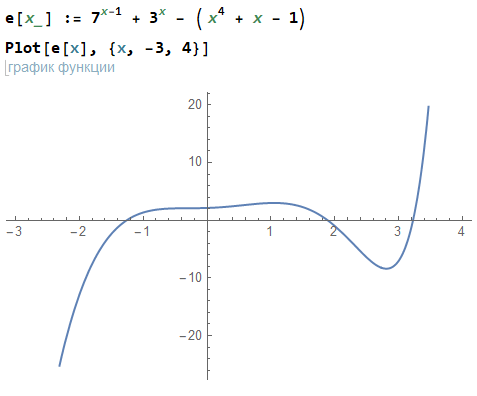 e[x_] := 7^(x-1) + 3^x - (x^4 + x - 1)
Plot[e[x], {x, -3, 4}]
график функции
20
10
-3 -2 -1 1 2 3 4
-10
-20